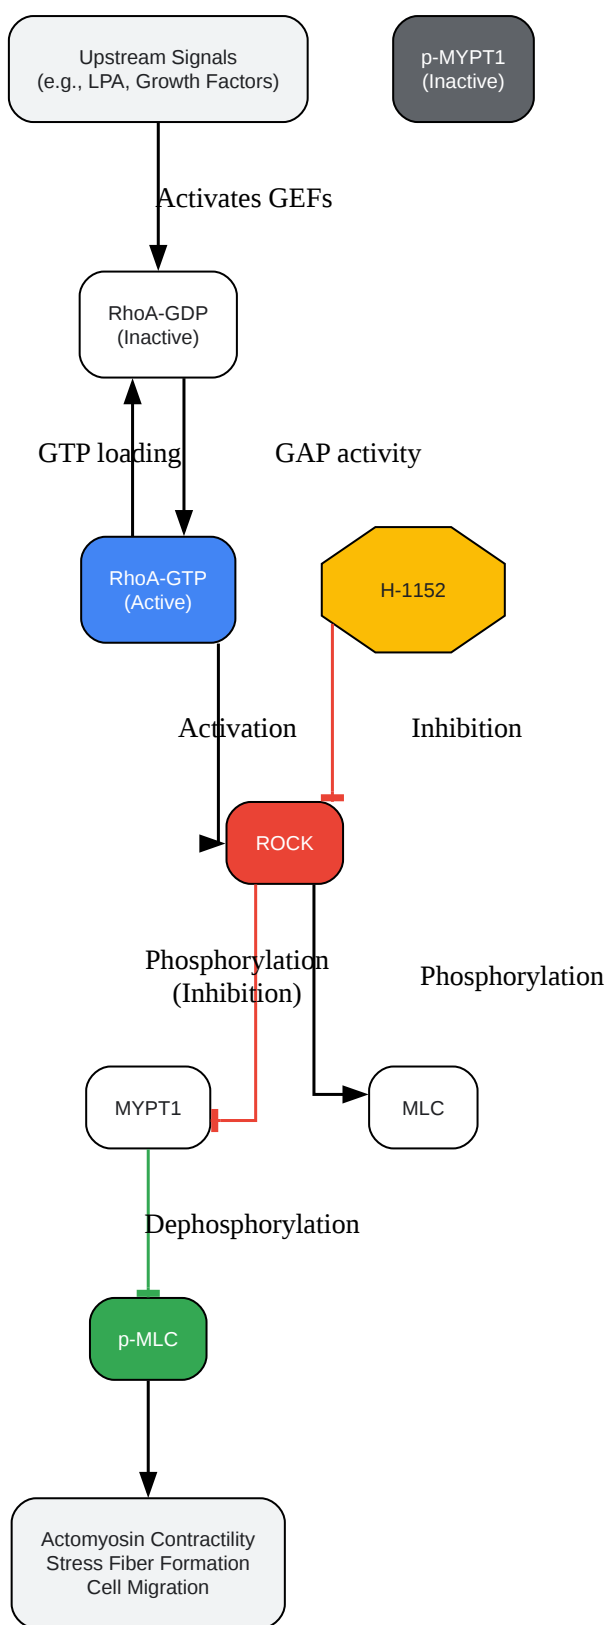 Upstream Signals
(e.g., LPA, Growth Factors)
p-MYPT1
(Inactive)
Activates GEFs
RhoA-GDP
(Inactive)
GTP loading
GAP activity
RhoA-GTP
(Active)
H-1152
Activation
Inhibition
ROCK
Phosphorylation
(Inhibition)
Phosphorylation
MYPT1
MLC
Dephosphorylation
p-MLC
Actomyosin Contractility
Stress Fiber Formation
Cell Migration